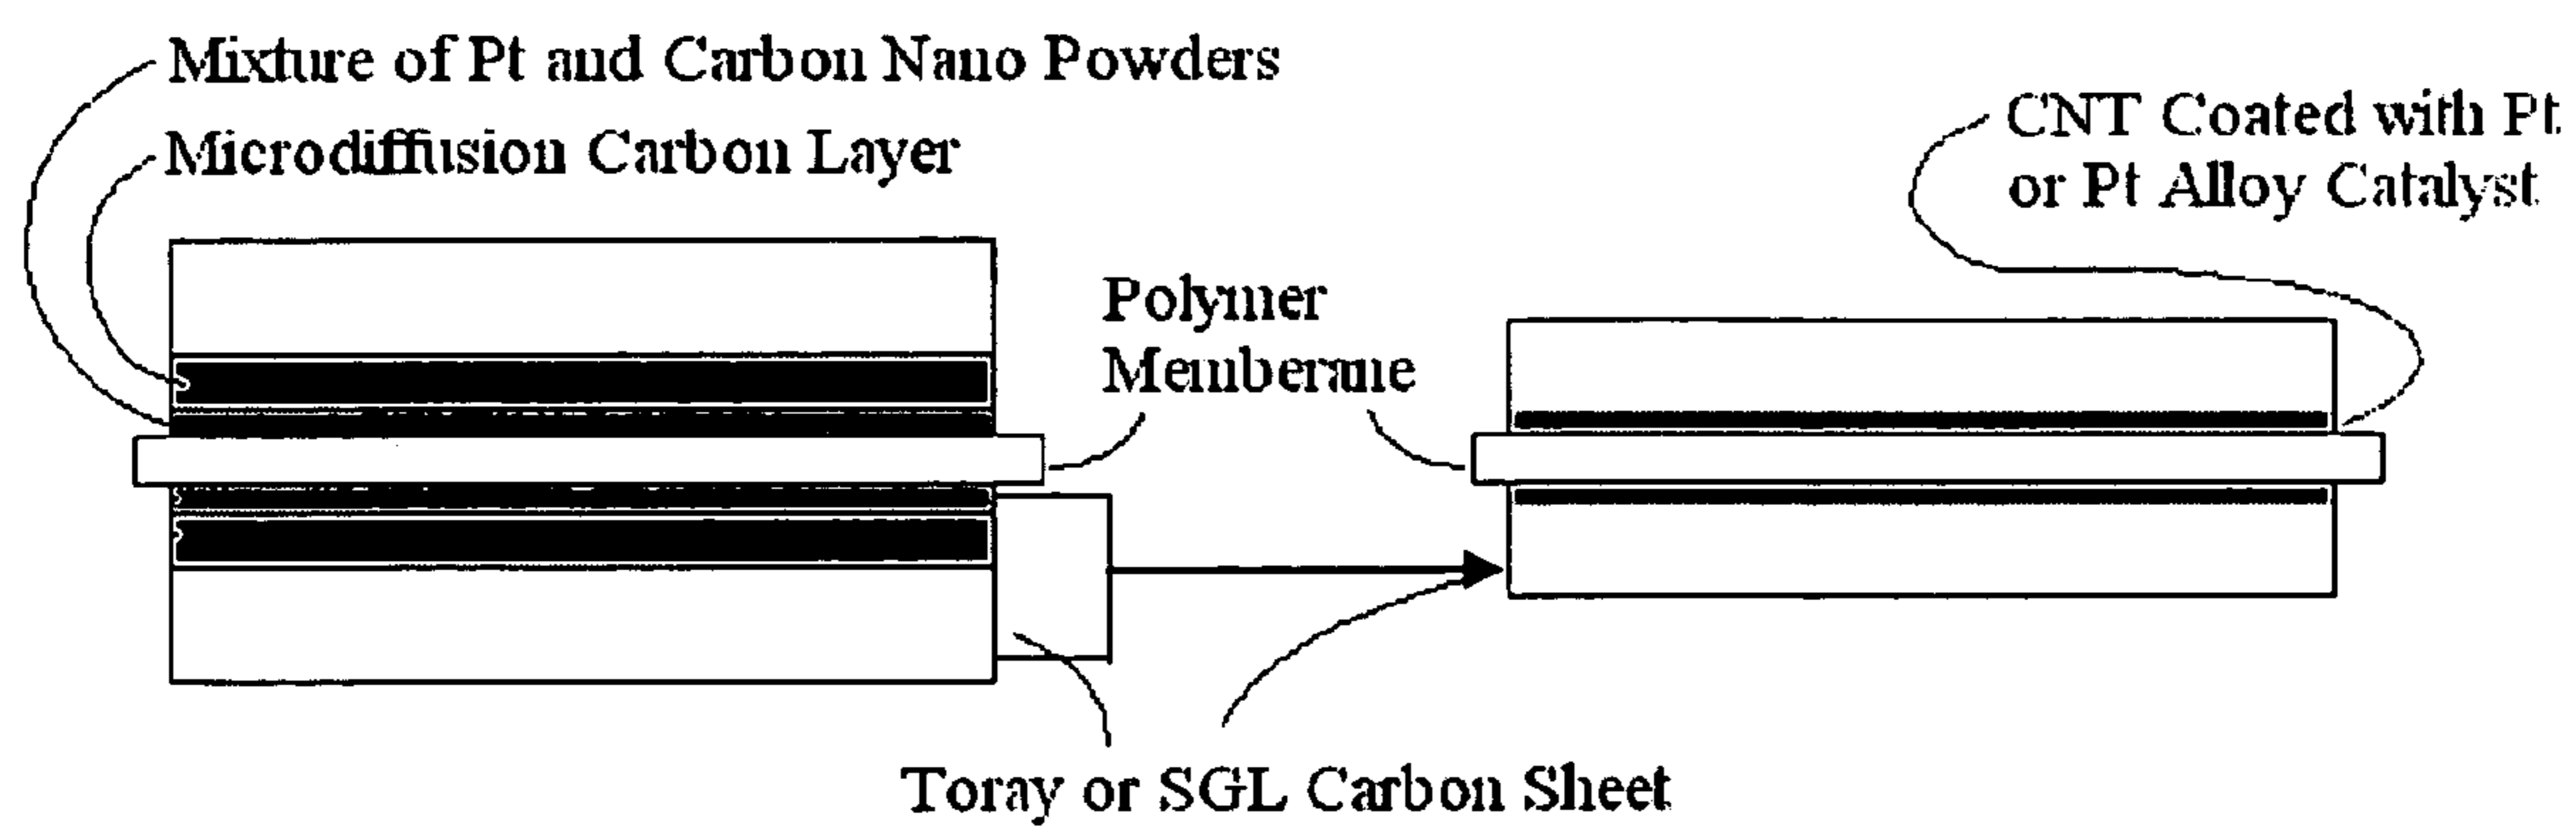 Mixture of Pt and Carbon Nano Powders
Microdiffusion Carbon Layer
CNT Coated with Pt
or Pt Alloy Catalyst
Polymer
Memberane
Toray or SGL Carbon Sheet